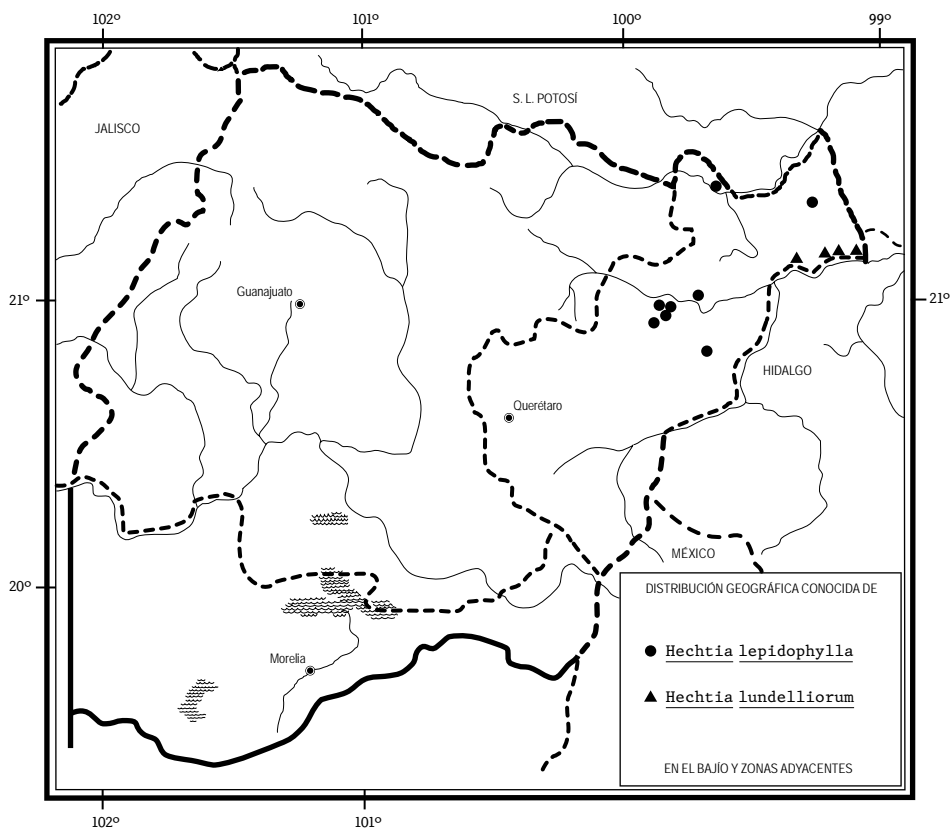 102º 101º 100º 99º
S. L. POTOSÍ
JALISCO
Guanajuato
21º 21º
HIDALGO
Querétaro
MÉXICO
20º
DISTRIBUCIÓN GEOGRÁFICA CONOCIDA DE
Hechtia lepidophylla
Morelia
Hechtia lundelliorum
EN EL BAJÍO Y ZONAS ADYACENTES
102º 101º